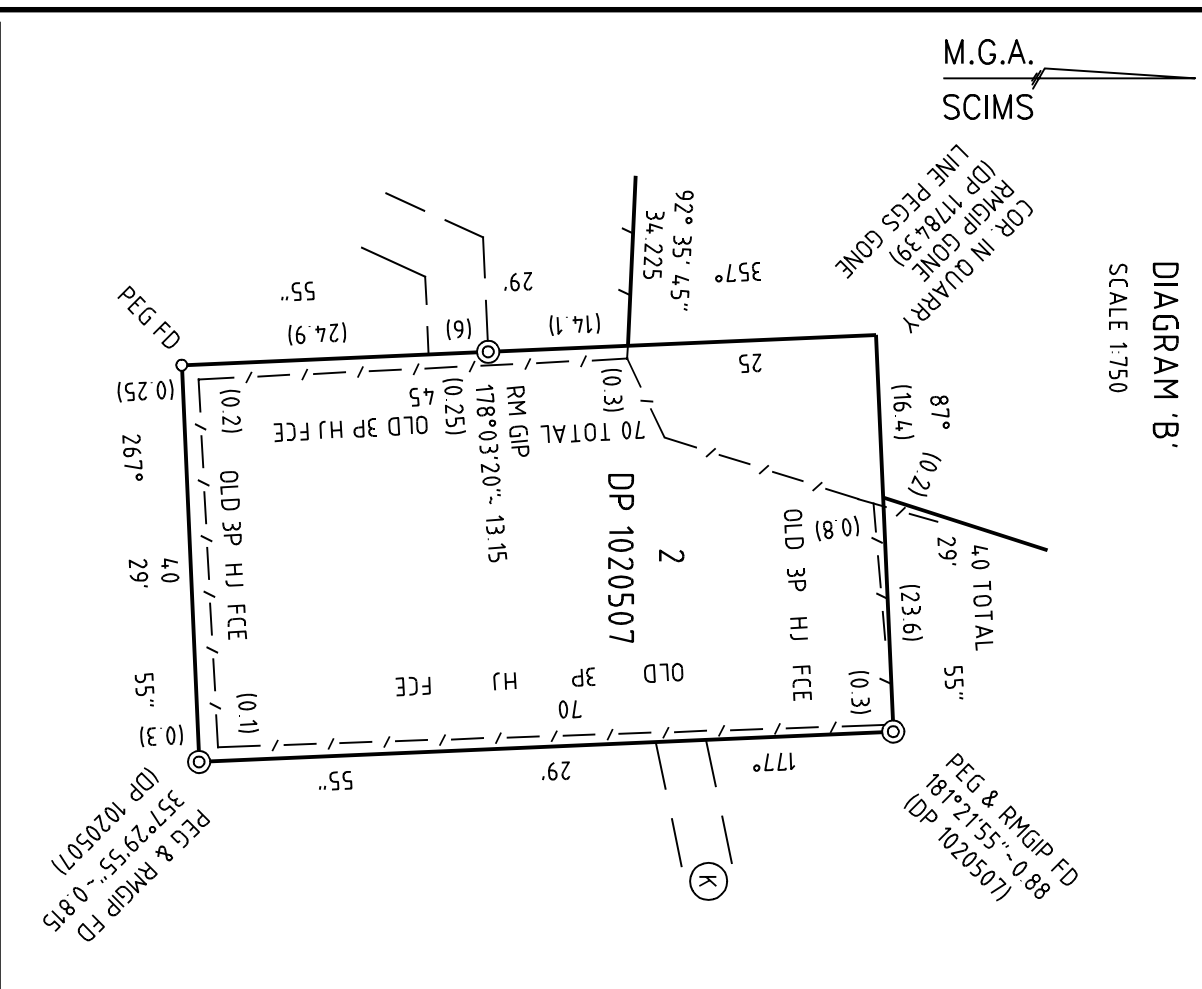 M.G.A.
SCIMS
DIAGRAM 'B'
SCALE 1:750
COR. IN QUARRY
RMGIP GONE
(DP 1178439)
LINE PEGS GONE
92° 35' 45"
34.225
357°
29'
55"
PEG FD
(24.9)
(6)
(14.1)
25
87°
(16.4)
(0.2)
(0.25)
(0.2)
45
(0.25)
(0.3)
OLD 3P HJ FCE
70 TOTAL
RM GIP
178°03'20"~ 13.15
267°
29'
55"
40
OLD 3P HJ FCE
2
DP 1020507
(0.8)
OLD 3P HJ FCE
29'
40 TOTAL
(23.6)
55"
(0.3)
OLD 3P HJ FCE
70
(0.1)
(0.3)
177°
29'
55"
K
PEG & RMGIP FD
181°21'55"~0.88
(DP 1020507)
PEG & RMGIP FD
357°29'55"~0.815
(DP 1020507)